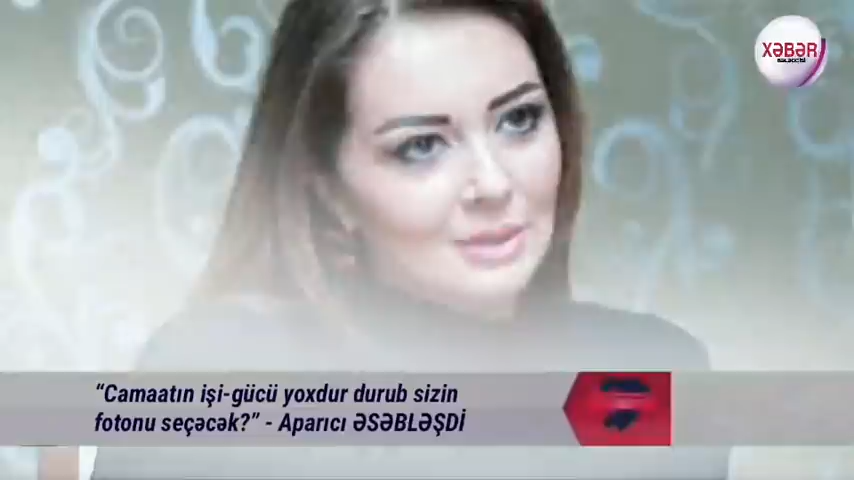 XƏBƏR
“Camaatın işi-gücü yoxdur durub sizin
fotonu seçəcək?” - Aparıcı ƏSƏBLƏŞDİ